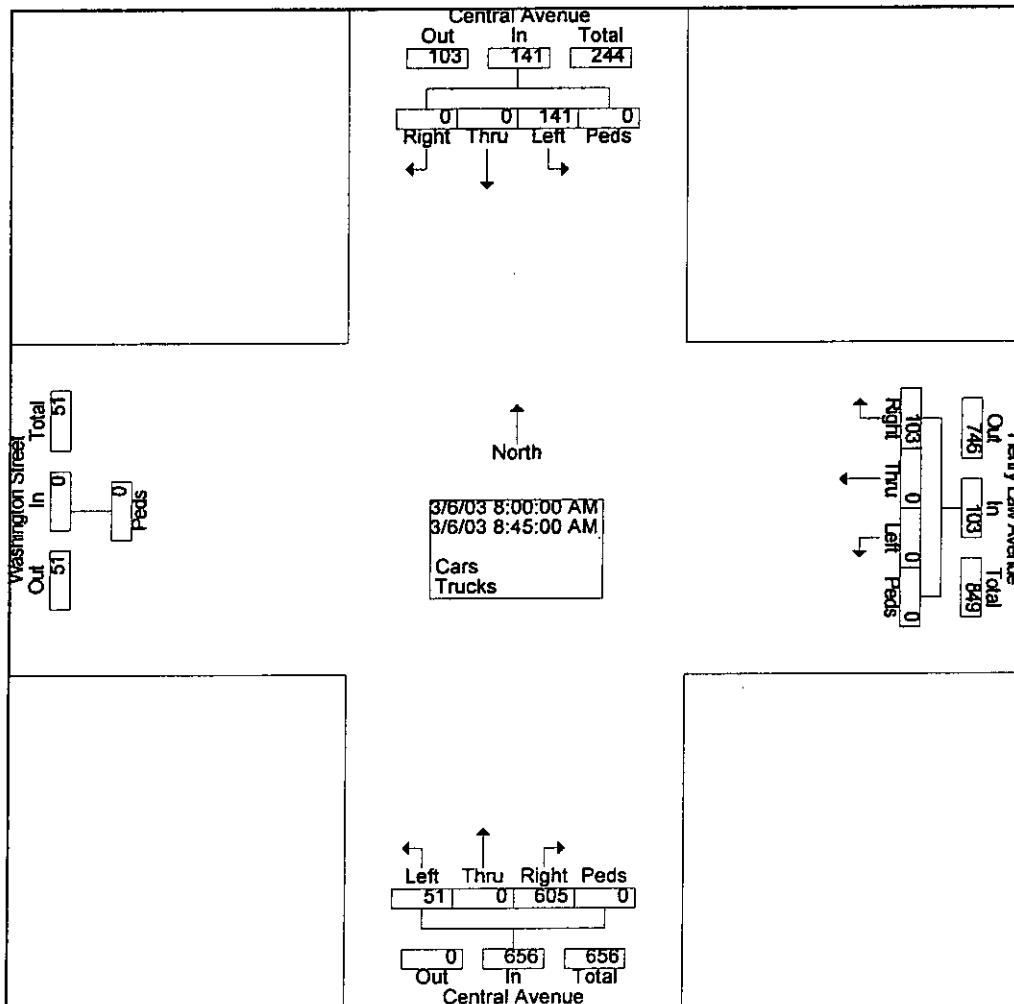 Central Avenue
Out In Total
103 141 244
0 0 141 0
Right Thru Left Peds
Washington Street
Total In Out
51 0 51
0
Peds
North
3/6/03 8:00:00 AM
3/6/03 8:45:00 AM
Cars
Trucks
Right Thru Left Peds
103 0 0 0
Out In Total
746 103 849
Law Avenue
Left Thru Right Peds
51 0 605 0
0 656 656
Out In Total
Central Avenue